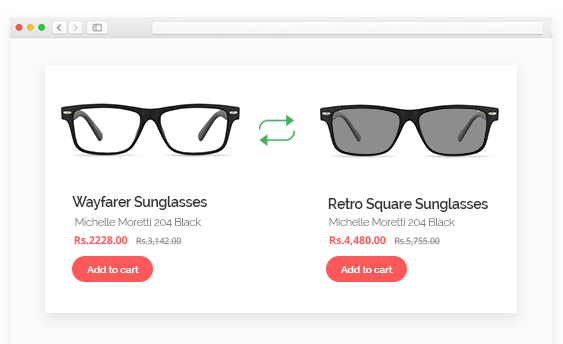 Wayfarer Sunglasses
Michelle Moretti 204 Black
Rs.2228.00 Rs.3,142.00
Add to cart
Retro Square Sunglasses
Michelle Moretti 204 Black
Rs.4,480.00 Rs.5,755.00
Add to cart